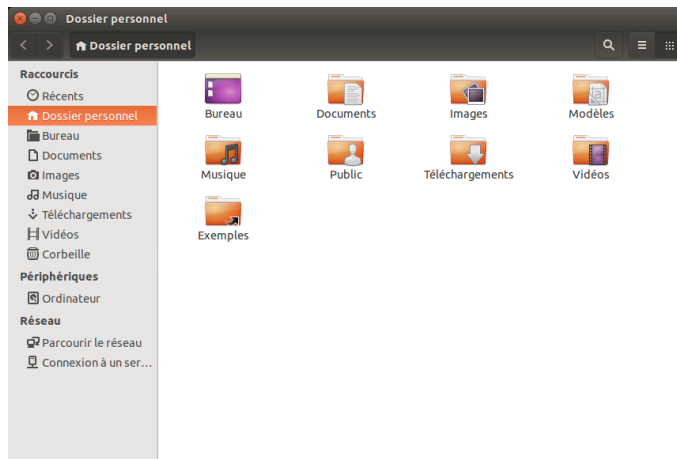 Dossier personnel
Dossier personnel
Raccourcis
Récents
Dossier personnel
Bureau
Documents
Images
Musique
Téléchargements
Vidéos
Corbeille
Périphériques
Ordinateur
Réseau
Parcourir le réseau
Connexion à un ser…
Bureau Documents Images Modèles
Musique Public Téléchargements Vidéos
Exemples